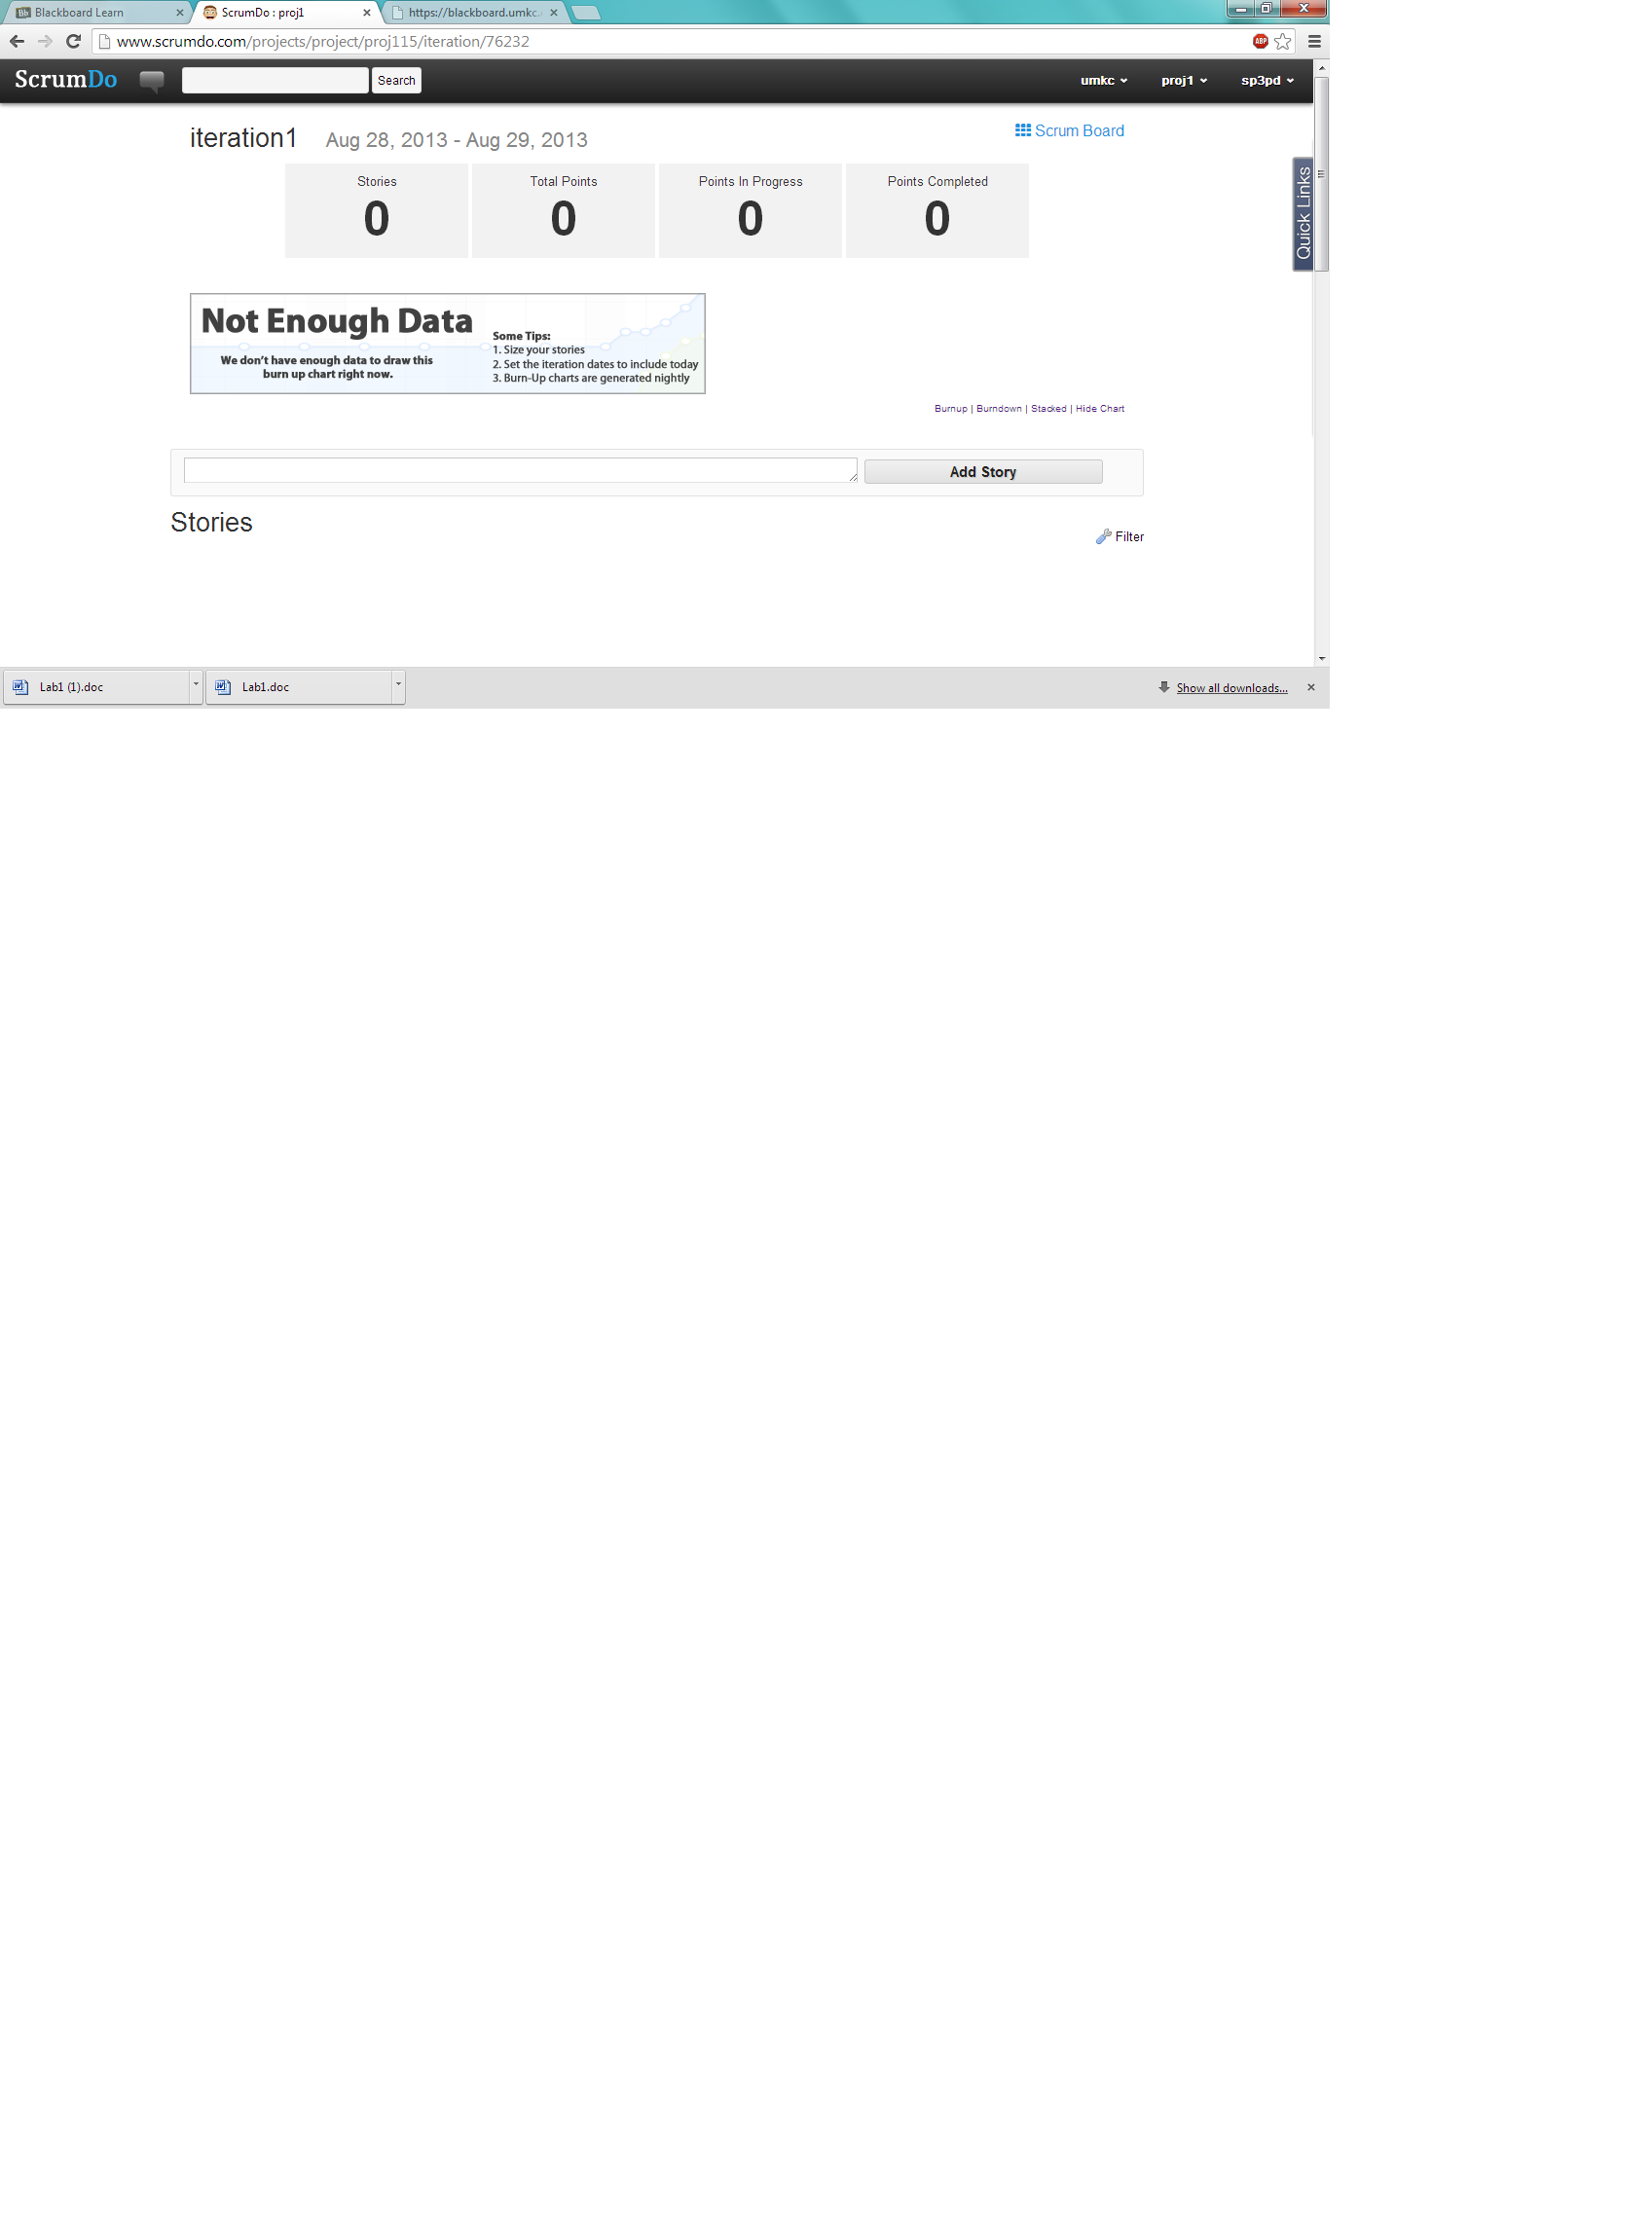 Blackboard Learn
ScrumDo : proj1
https://blackboard.umkc.
www.scrumdo.com/projects/project/proj115/iteration/76232
ABP
ScrumDo
Search
umkc
proj1
sp3pd
iteration1 Aug 28, 2013 - Aug 29, 2013
Scrum Board
Quick Links
Stories
0
Total Points
0
Points In Progress
0
Points Completed
0
Not Enough Data
We don't have enough data to draw this
burn up chart right now.
Some Tips:
1. Size your stories
2. Set the iteration dates to include today
3. Burn-Up charts are generated nightly
Burnup | Burndown | Stacked | Hide Chart
Add Story
Stories
Filter
Lab1 (1).doc
Lab1.doc
Show all downloads...